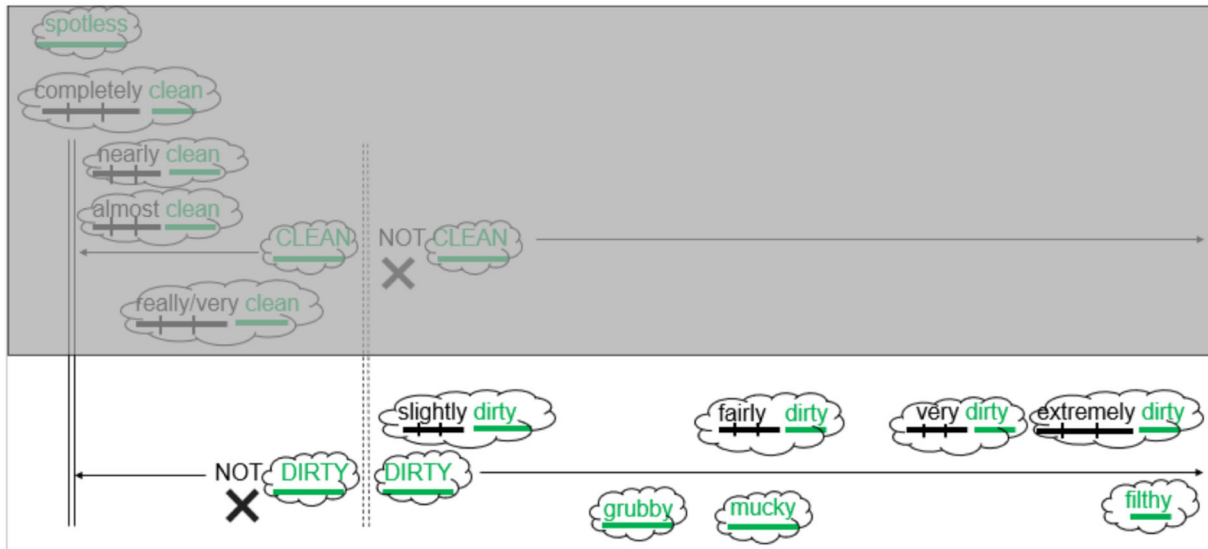 spotless
completely clean
nearly clean
almost clean
CLEAN NOT CLEAN
really/very clean
slightly dirty fairly dirty very dirty extremely dirty
NOT DIRTY DIRTY
grubby mucky filthy